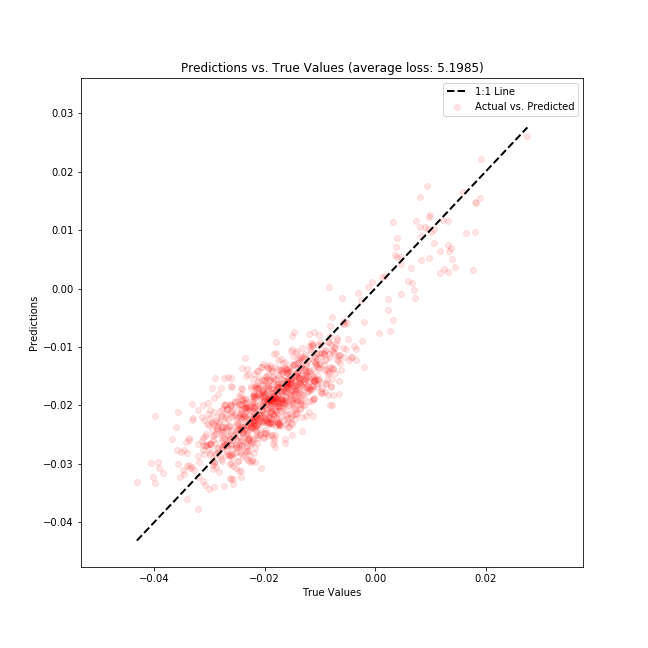 Predictions vs. True Values (average loss: 5.1985)
1:1 Line
Actual vs. Predicted
0.03
0.02
0.01
0.00
−0.01
−0.02
−0.03
−0.04
Predictions
−0.04
−0.02
0.00
0.02
True Values